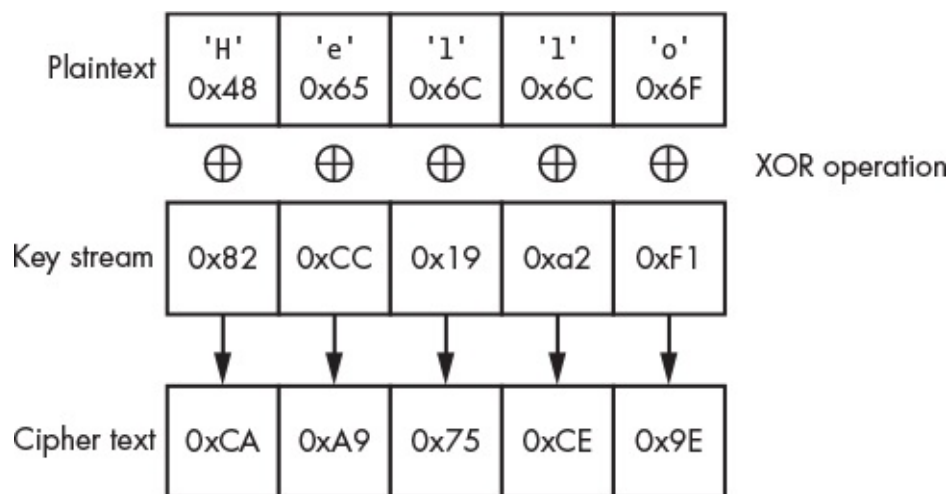 Plaintext
'H' 'e' 'l' 'l' 'o'
0x48 0x65 0x6C 0x6C 0x6F
⊕ ⊕ ⊕ ⊕ ⊕ XOR operation
Key stream 0x82 0xCC 0x19 0xa2 0xF1
Cipher text 0xCA 0xA9 0x75 0xCE 0x9E